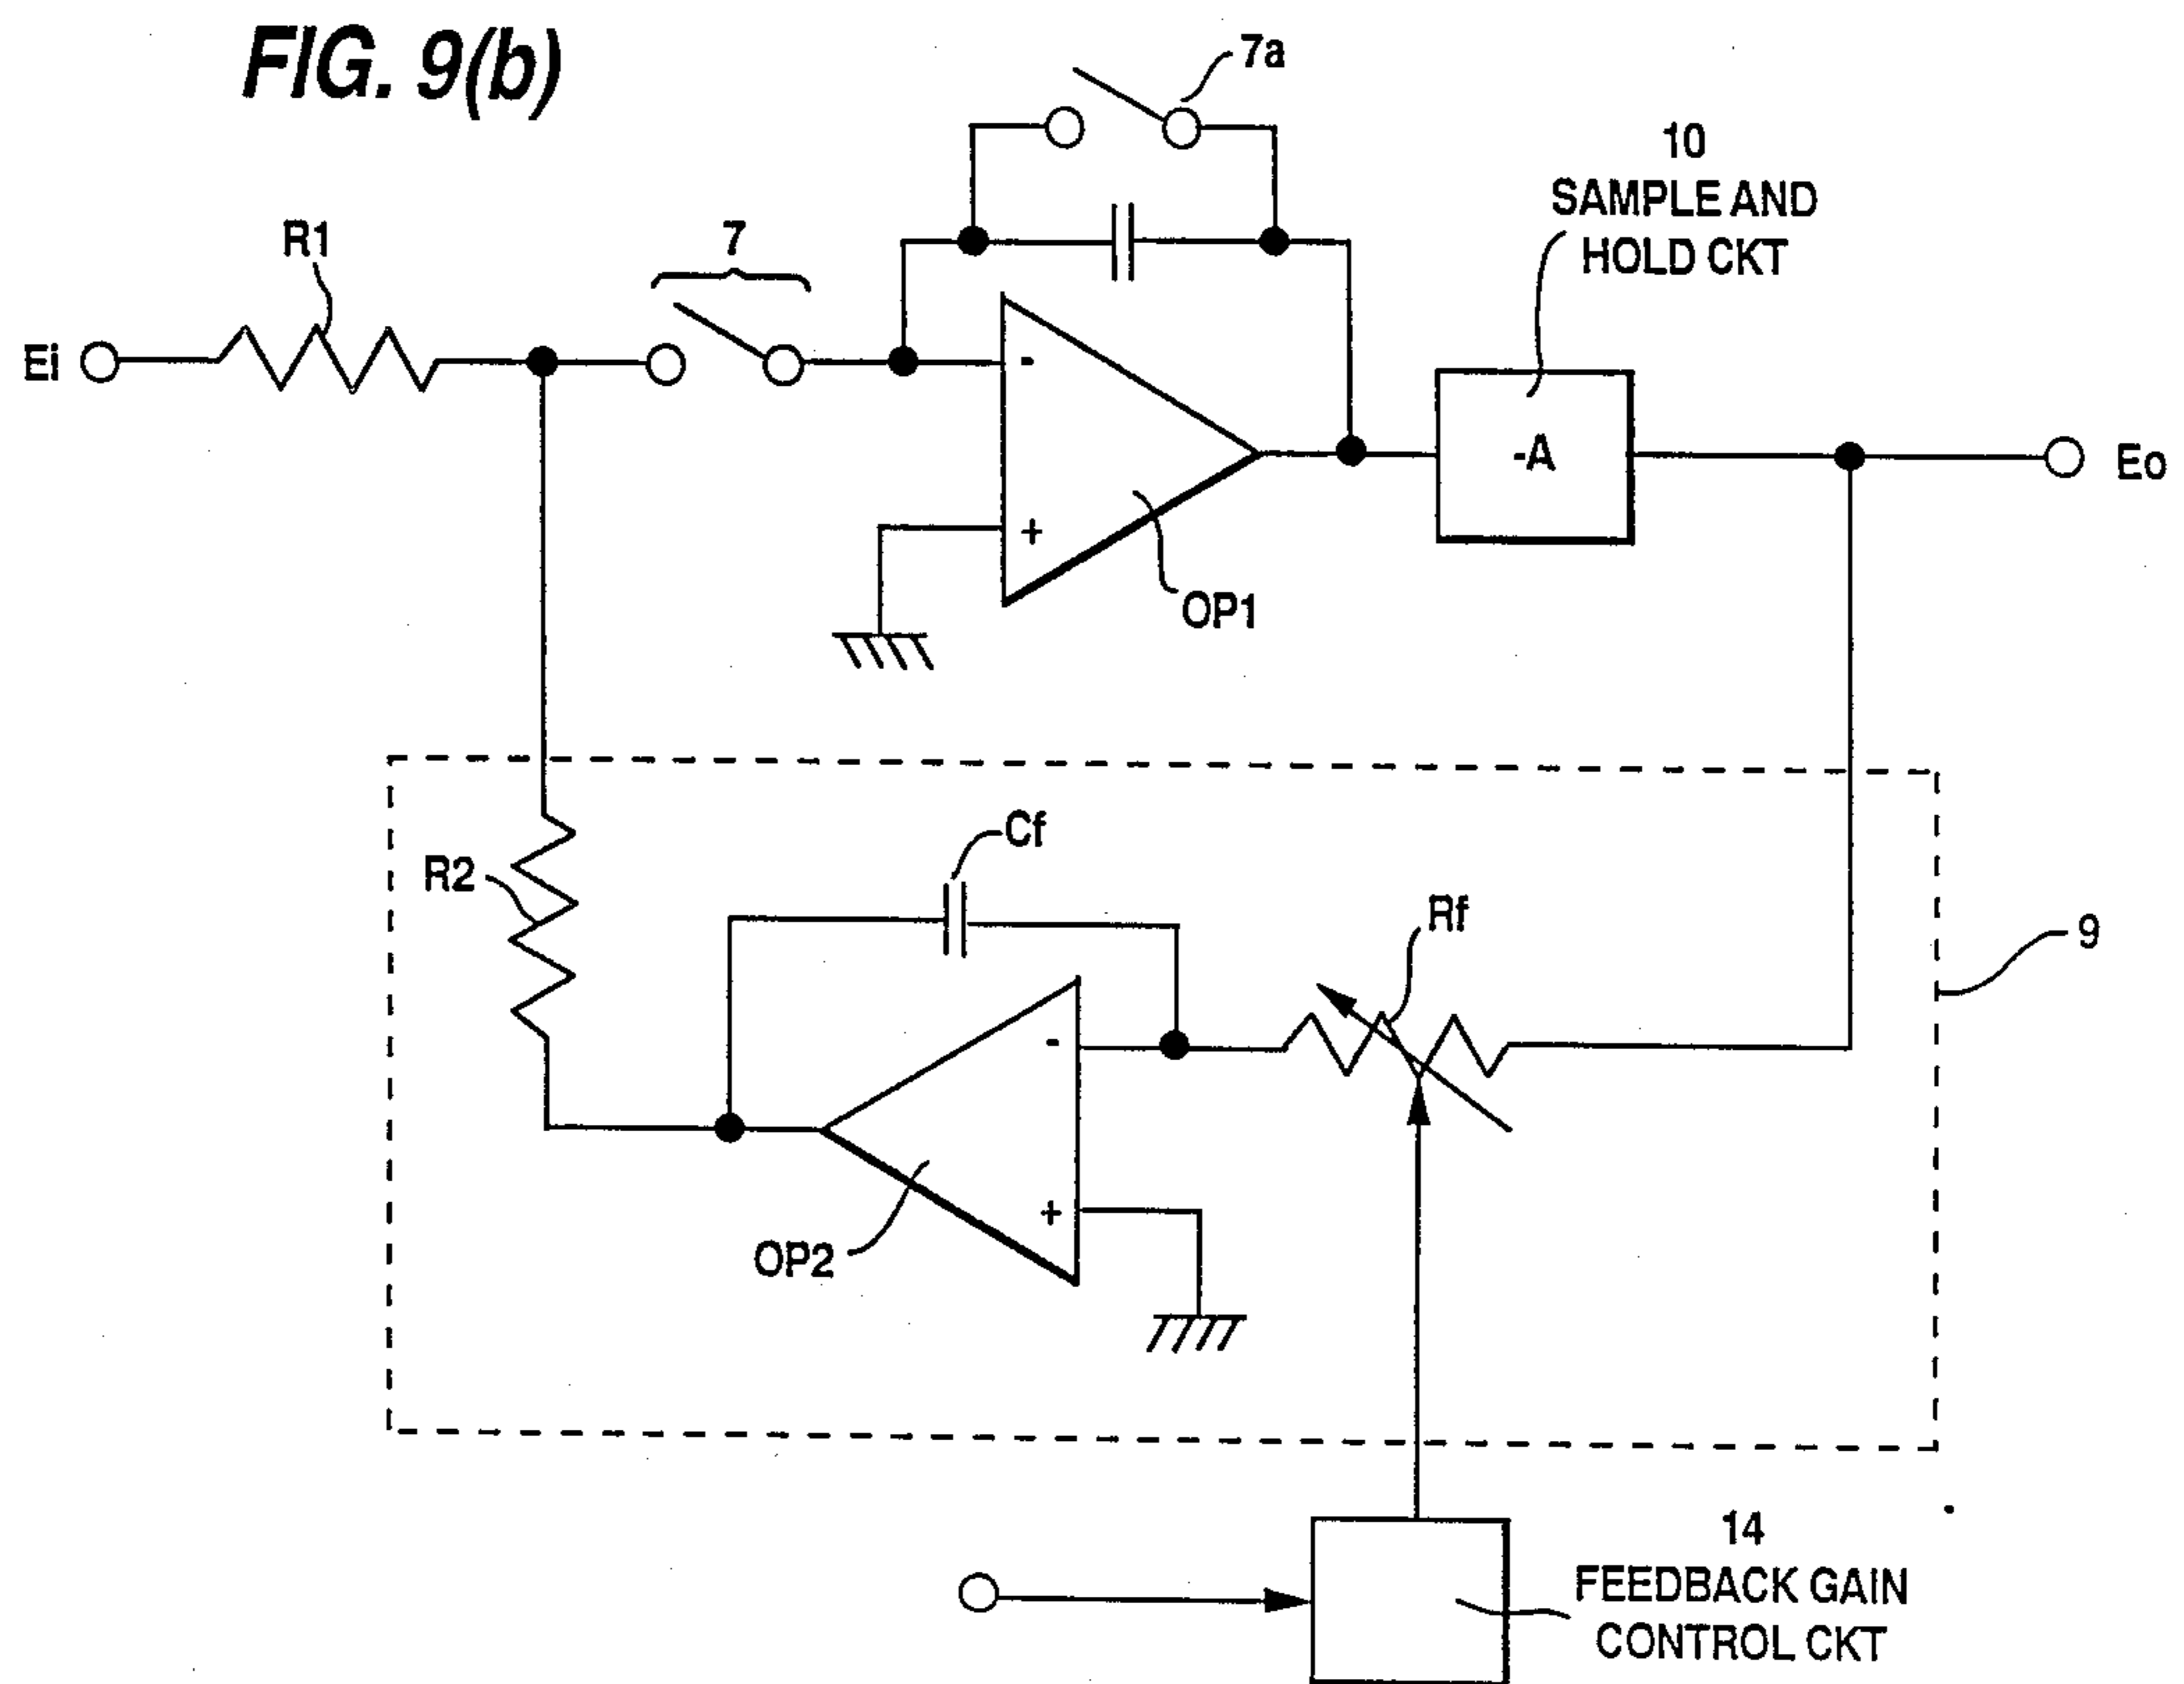 FIG. 9(b)
7a
10
SAMPLE AND
HOLD CKT
R1
7
Ei
-
-A
Eo
+
OP1
Cf
R2
Rf
9
-
+
OP2
14
FEEDBACK GAIN
CONTROL CKT